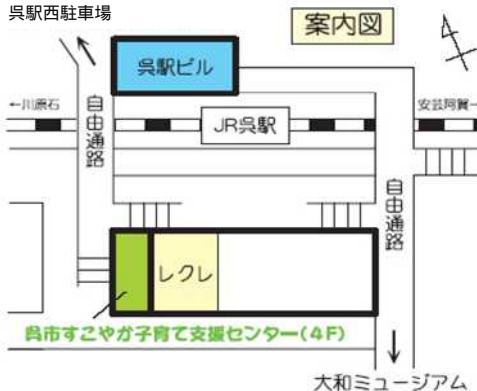 呉駅西駐車場
案内図
呉駅ビル
←川原石
安芸阿賀→
自由通路
JR呉駅
自由通路
レクレ
呉市すこやか子育て支援センター(4F)
大和ミュージアム